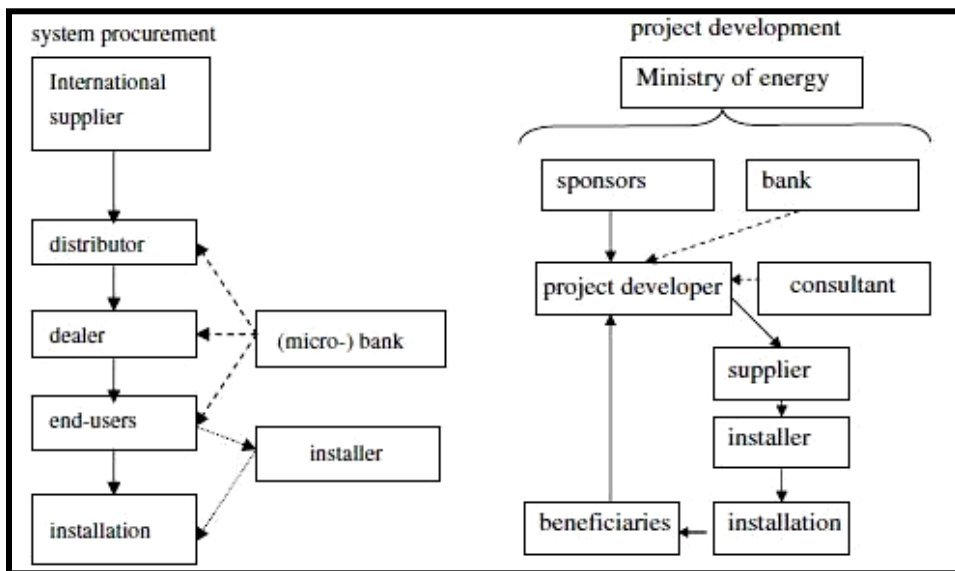 system procurement
International
supplier
distributor
dealer
(micro-) bank
end-users
installer
installation
project development
Ministry of energy
sponsors
bank
project developer
consultant
supplier
installer
beneficiaries
installation